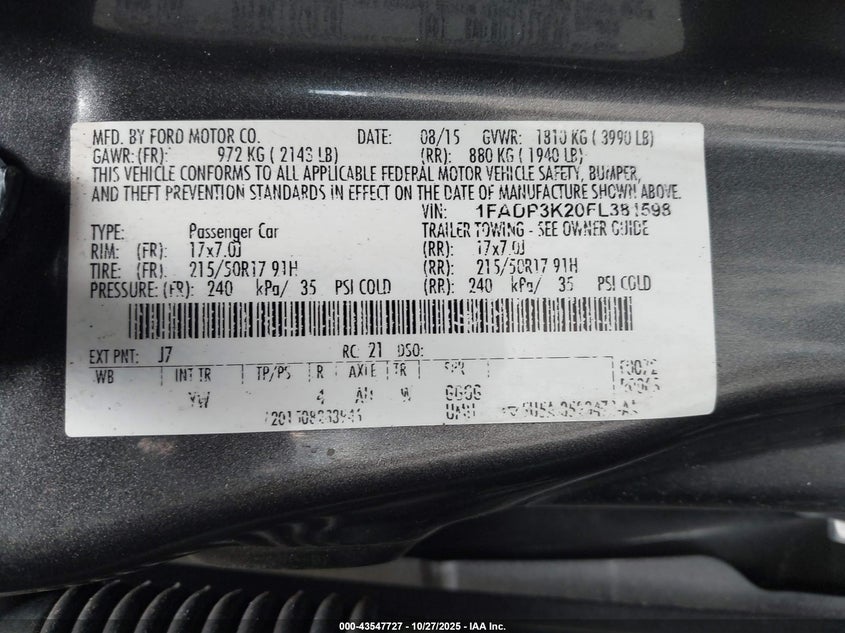 MFD. BY FORD MOTOR CO. DATE: 08/15 GVWR: 1810 KG ( 3990 LB)
GAWR: (FR): 972 KG ( 2143 LB) (RR): 880 KG ( 1940 LB)
THIS VEHICLE CONFORMS TO ALL APPLICABLE FEDERAL MOTOR VEHICLE SAFETY, BUMPER,
AND THEFT PREVENTION STANDARDS IN EFFECT ON THE DATE OF MANUFACTURE SHOWN ABOVE.
VIN: 1FADP3K20FL381598
TYPE: Passenger Car TRAILER TOWING - SEE OWNER GUIDE
RIM: (FR): 17x7.0J (RR): 17x7.0J
TIRE: (FR): 215/50R17 91H (RR): 215/50R17 91H
PRESSURE: (FR): 240 kPa/ 35 PSI COLD (RR): 240 kPa/ 35 PSI COLD
EXT PNT: J7 RC: 21 DSO:
WB INT TR TP/PS R AXLE TR SPR
YW 4 W GGGG
000-43547727 - 10/27/2025 - IAA Inc.